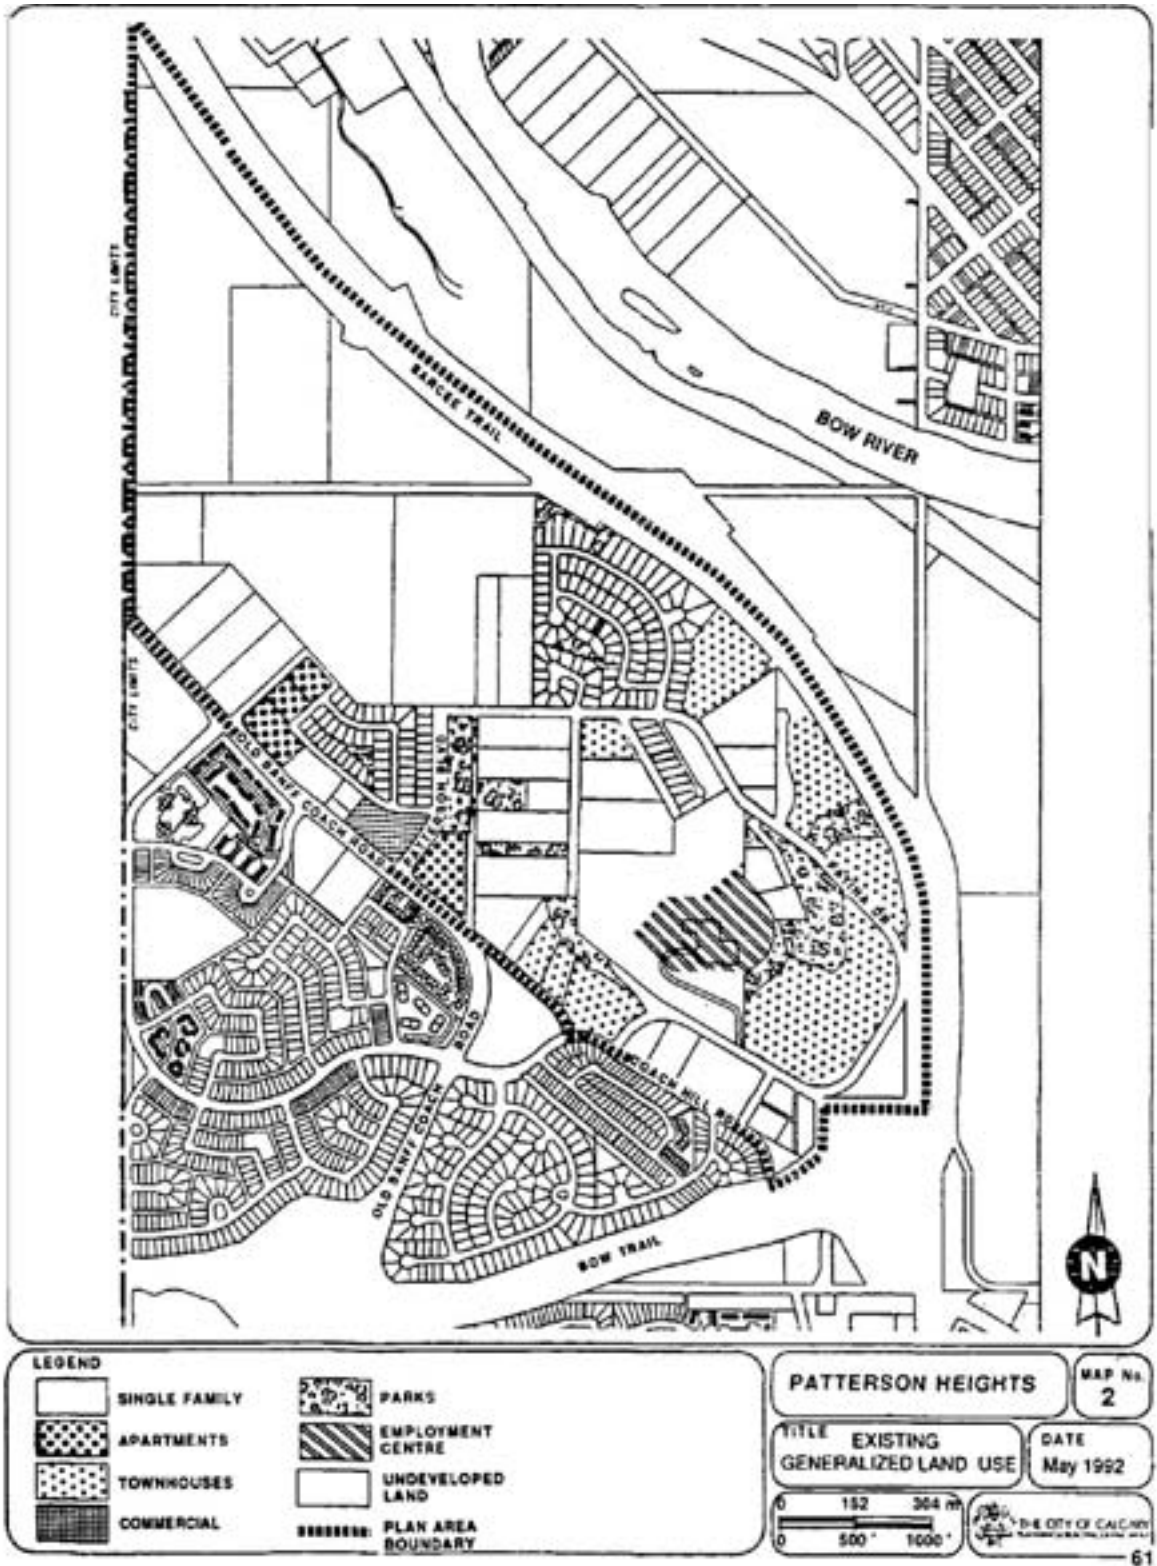 CITY LIMITS
SARCEE TRAIL
BOW RIVER
CITY LIMITS
OLD BANFF COACH ROAD
PATTERSON BLVD
ROAD
COACH HILL ROAD
OLD BANFF COACH
BOW TRAIL
N
LEGEND
SINGLE FAMILY
APARTMENTS
TOWNHOUSES
COMMERCIAL
PARKS
EMPLOYMENT
CENTRE
UNDEVELOPED
LAND
PLAN AREA
BOUNDARY
PATTERSON HEIGHTS
MAP No.
2
TITLE
EXISTING
GENERALIZED LAND USE
DATE
May 1992
0 152 304 m
0 500' 1000'
THE CITY OF CALGARY
61